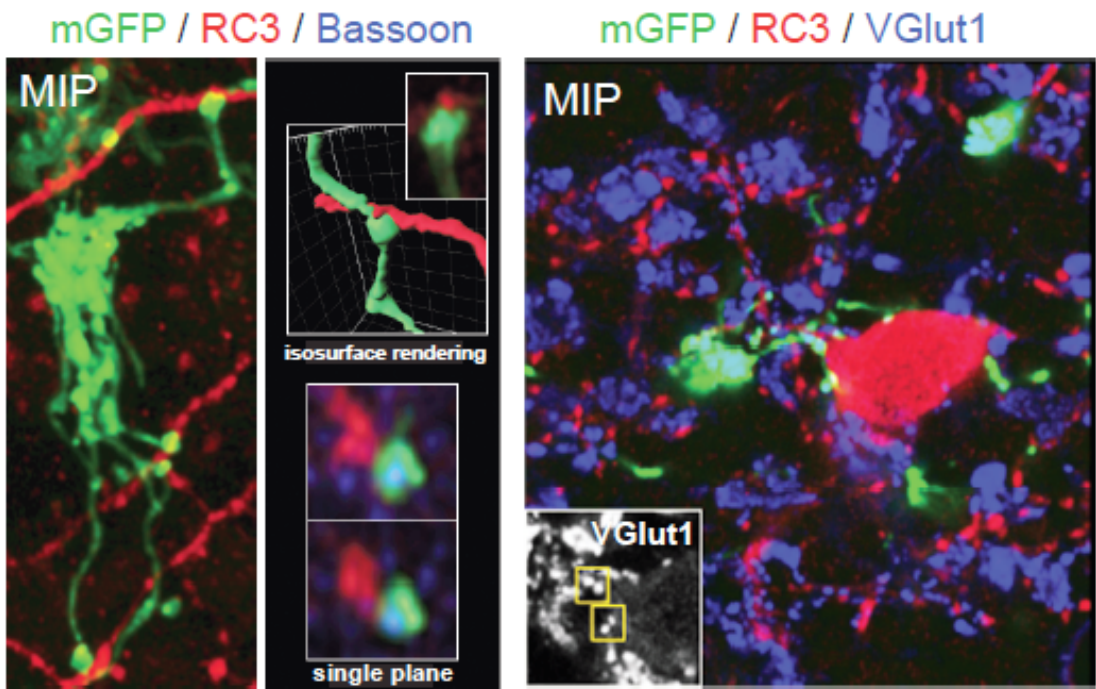 mGFP / RC3 / Bassoon
MIP
isosurface rendering
single plane
mGFP / RC3 / VGlut1
MIP
VGlut1